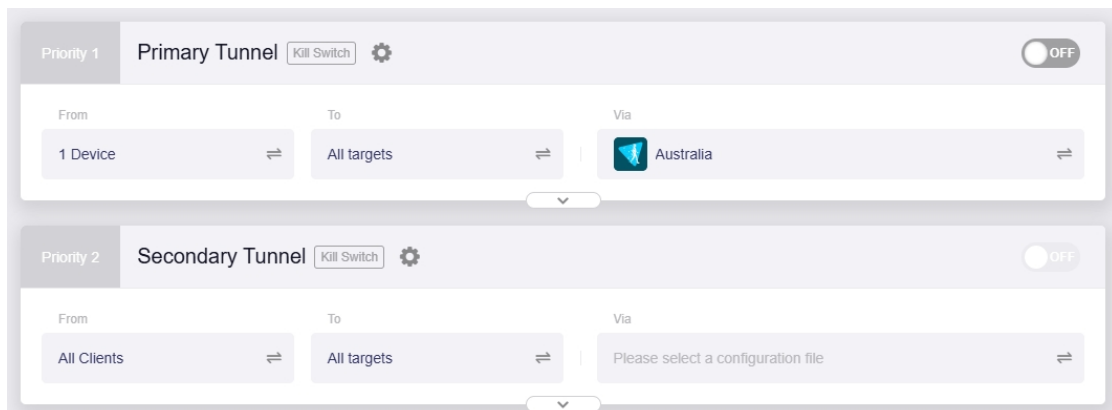 Priority 1 Primary Tunnel Kill Switch OFF
From To Via
1 Device All targets Australia
Priority 2 Secondary Tunnel Kill Switch OFF
From To Via
All Clients All targets Please select a configuration file